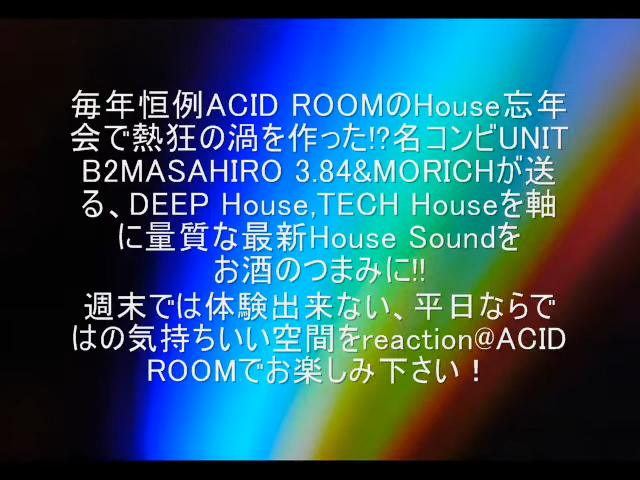 毎年恒例ACID ROOMのHouse忘年
会で熱狂の渦を作った!?名コンビUNIT
B2MASAHIRO 3.84&MORICHが送
る、DEEP House,TECH Houseを軸
に量質な最新House Soundを
お酒のつまみに!!
週末では体験出来ない、平日ならで
はの気持ちいい空間をreaction@ACID
ROOMでお楽しみ下さい！